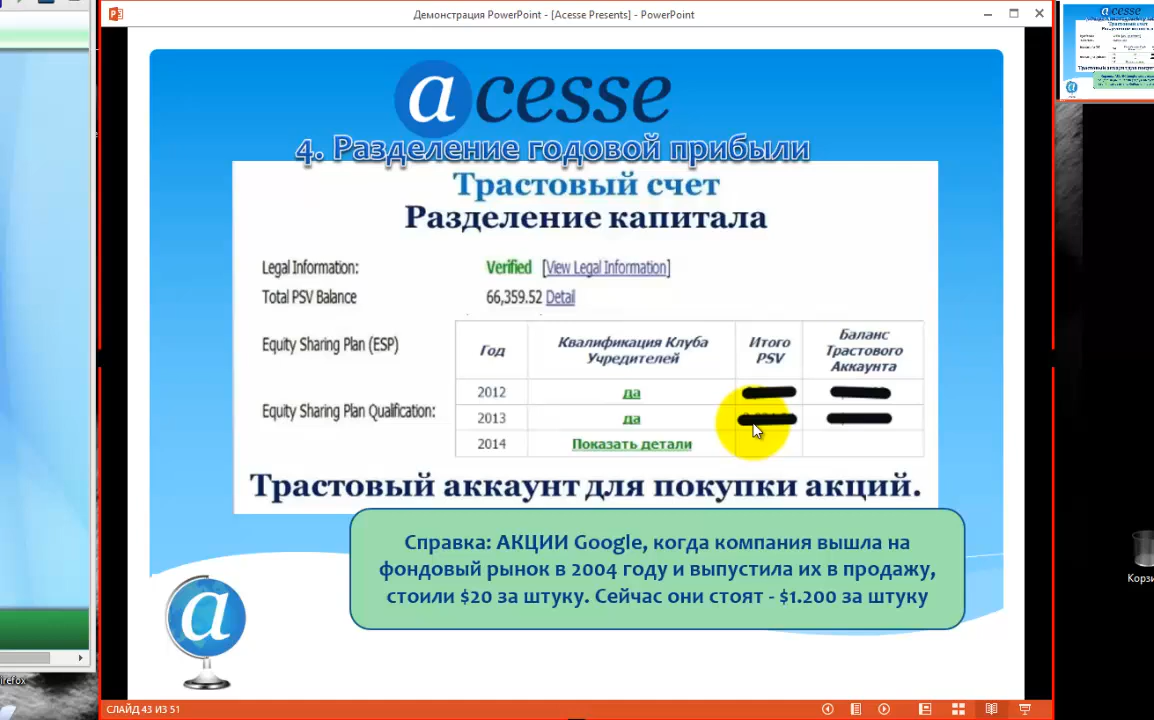 Демонстрация PowerPoint - [Acesse Presents] - PowerPoint
acesse
4. Разделение годовой прибыли
Трастовый счет
Разделение капитала
Legal Information: Verified [View Legal Information]
Total PSV Balance 66,359.52 Detail
Equity Sharing Plan (ESP)
Equity Sharing Plan Qualification:
Год Квалификация Клуба Учредителей Итого PSV Баланс Трастового Аккаунта
2012 да
2013 да
2014 Показать детали
Трастовый аккаунт для покупки акций.
Справка: АКЦИИ Google, когда компания вышла на
фондовый рынок в 2004 году и выпустила их в продажу,
стоили $20 за штуку. Сейчас они стоят - $1.200 за штуку
a
СЛАЙД 43 ИЗ 51